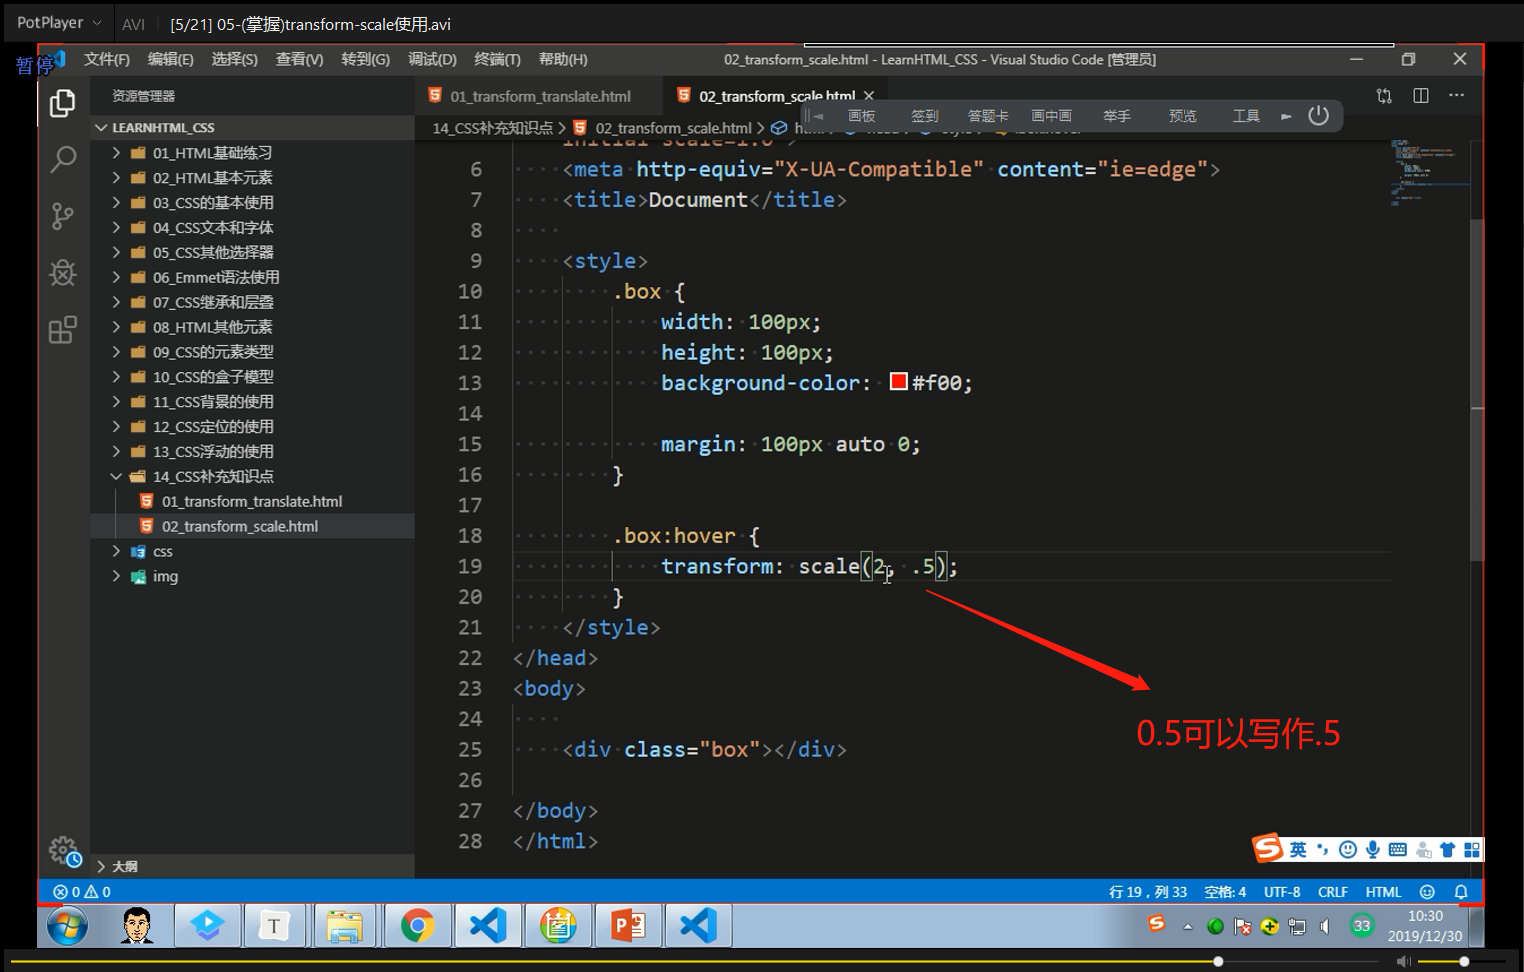 PotPlayer AVI [5/21] 05-(掌握)transform-scale使用.avi
暂停
文件(F) 编辑(E) 选择(S) 查看(V) 转到(G) 调试(D) 终端(T) 帮助(H) 02_transform_scale.html - LearnHTML_CSS - Visual Studio Code [管理员]
资源管理器
01_transform_translate.html 02_transform_scale.html
画板 签到 答题卡 画中画 举手 预览 工具
LEARNHTML_CSS
14_CSS补充知识点 > 02_transform_scale.html >
01_HTML基础练习
02_HTML基本元素
03_CSS的基本使用
04_CSS文本和字体
05_CSS其他选择器
06_Emmet语法使用
07_CSS继承和层叠
08_HTML其他元素
09_CSS的元素类型
10_CSS的盒子模型
11_CSS背景的使用
12_CSS定位的使用
13_CSS浮动的使用
14_CSS补充知识点
01_transform_translate.html
02_transform_scale.html
css
img
大纲
initial-scale=1.0">
6 <meta http-equiv="X-UA-Compatible" content="ie=edge">
7 <title>Document</title>
8
9 <style>
10 .box {
11 width: 100px;
12 height: 100px;
13 background-color: #f00;
14
15 margin: 100px auto 0;
16 }
17
18 .box:hover {
19 transform: scale(2, .5);
20 }
21 </style>
22 </head>
23 <body>
24
25 <div class="box"></div>
26
27 </body>
28 </html>
0.5可以写作.5
英
0 0 行 19，列 33 空格: 4 UTF-8 CRLF HTML
T
33
10:30
2019/12/30